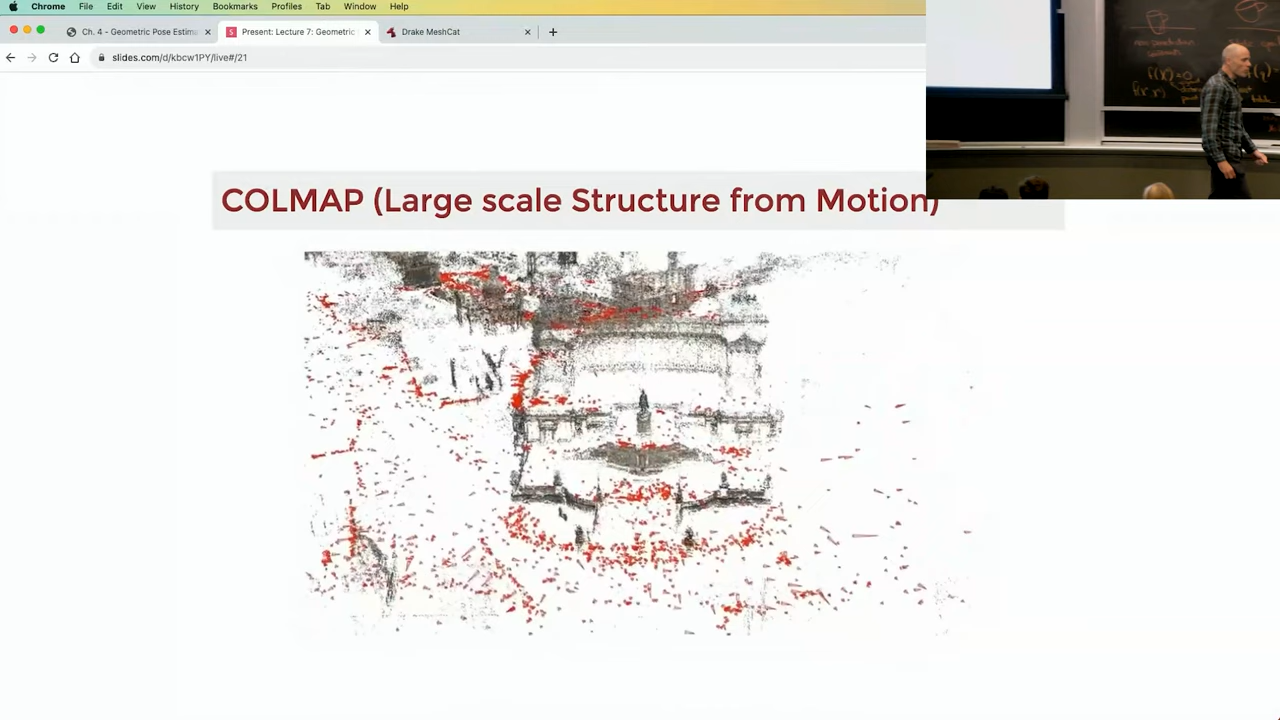 Chrome File Edit View History Bookmarks Profiles Tab Window Help
Ch. 4 - Geometric Pose Estima
Present: Lecture 7: Geometric
Drake MeshCat
slides.com/d/kbcw1PY/live#/21
COLMAP (Large scale Structure from Motion)